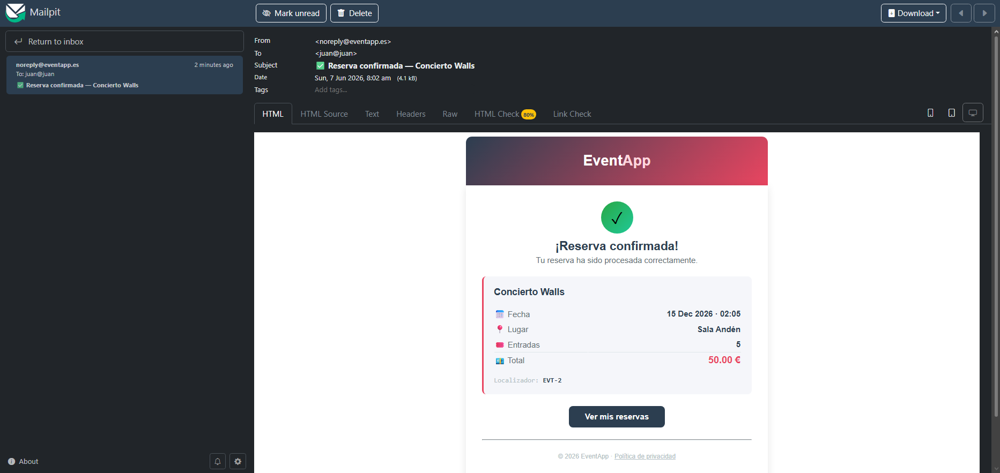 Mailpit
Mark unread
Delete
Download
Return to inbox
noreply@eventapp.es
2 minutes ago
To: juan@juan
✅ Reserva confirmada — Concierto Walls
From
<noreply@eventapp.es>
To
<juan@juan>
Subject
✅ Reserva confirmada — Concierto Walls
Date
Sun, 7 Jun 2026, 8:02 am (4.1 kB)
Tags
Add tags...
HTML
HTML Source
Text
Headers
Raw
HTML Check 80%
Link Check
EventApp
✓
¡Reserva confirmada!
Tu reserva ha sido procesada correctamente.
Concierto Walls
Fecha 15 Dec 2026 · 02:05
Lugar Sala Andén
Entradas 5
Total 50.00 €
Localizador: EVT-2
Ver mis reservas
© 2026 EventApp · Política de privacidad
About